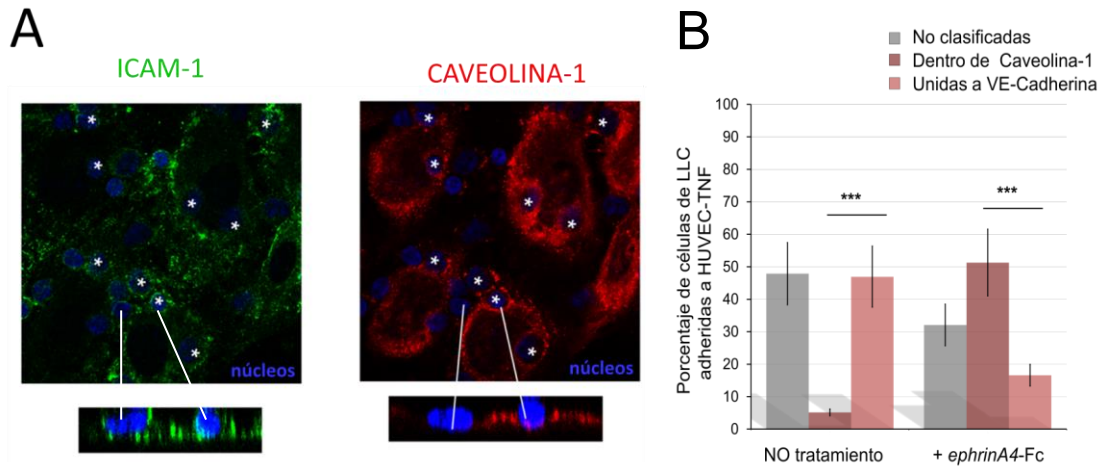 A
ICAM-1
CAVEOLINA-1
* * * * * * * * *
núcleos
* * * * * * * * *
núcleos
B
No clasificadas
Dentro de Caveolina-1
Unidas a VE-Cadherina
Porcentaje de células de LLC
adheridas a HUVEC-TNF
100
90
80
70
60
50
40
30
20
10
0
***
***
NO tratamiento
+ ephrinA4-Fc